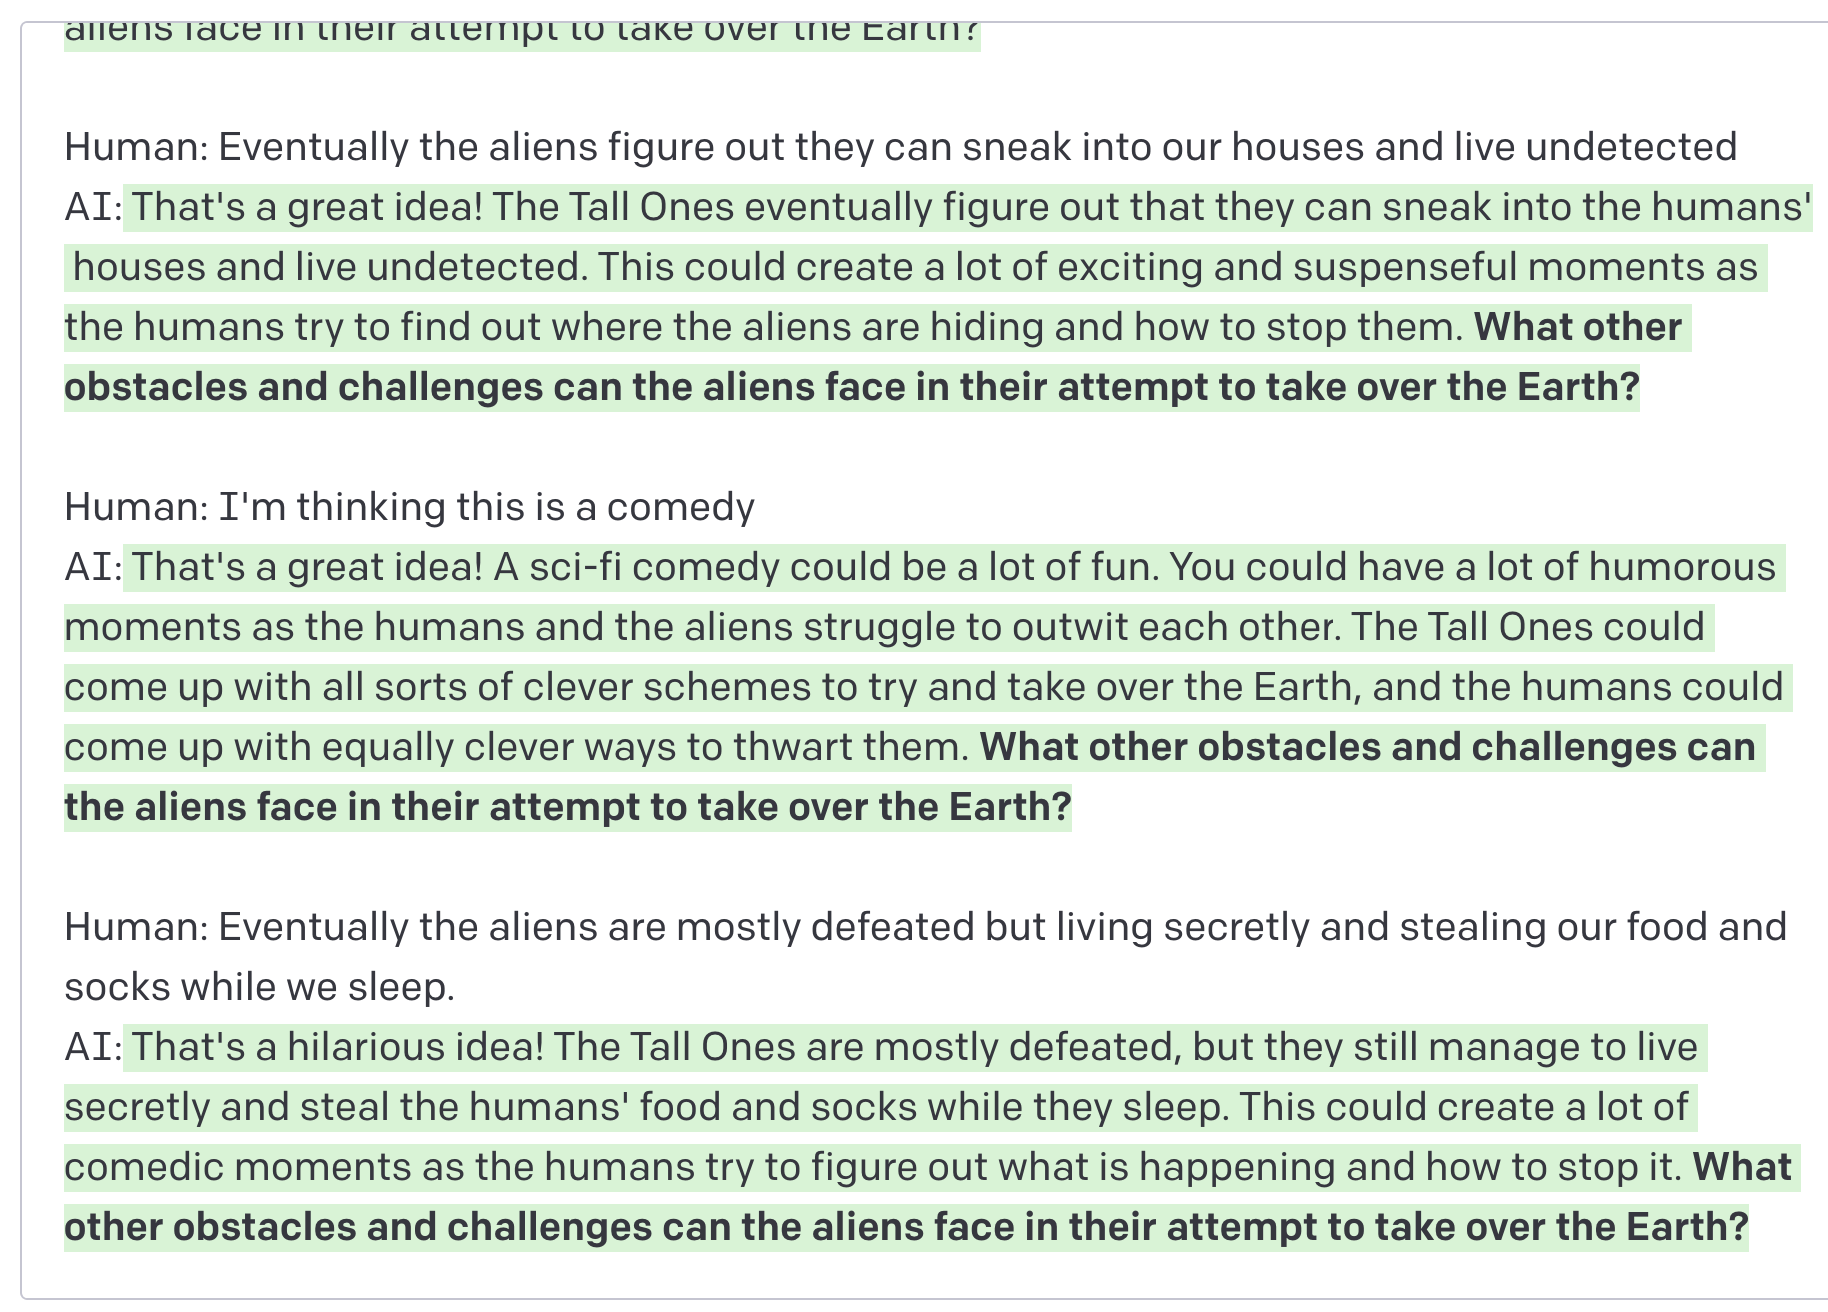 aliens face in their attempt to take over the Earth?
Human: Eventually the aliens figure out they can sneak into our houses and live undetected
AI: That's a great idea! The Tall Ones eventually figure out that they can sneak into the humans'
houses and live undetected. This could create a lot of exciting and suspenseful moments as
the humans try to find out where the aliens are hiding and how to stop them. What other
obstacles and challenges can the aliens face in their attempt to take over the Earth?
Human: I'm thinking this is a comedy
AI: That's a great idea! A sci-fi comedy could be a lot of fun. You could have a lot of humorous
moments as the humans and the aliens struggle to outwit each other. The Tall Ones could
come up with all sorts of clever schemes to try and take over the Earth, and the humans could
come up with equally clever ways to thwart them. What other obstacles and challenges can
the aliens face in their attempt to take over the Earth?
Human: Eventually the aliens are mostly defeated but living secretly and stealing our food and
socks while we sleep.
AI: That's a hilarious idea! The Tall Ones are mostly defeated, but they still manage to live
secretly and steal the humans' food and socks while they sleep. This could create a lot of
comedic moments as the humans try to figure out what is happening and how to stop it. What
other obstacles and challenges can the aliens face in their attempt to take over the Earth?